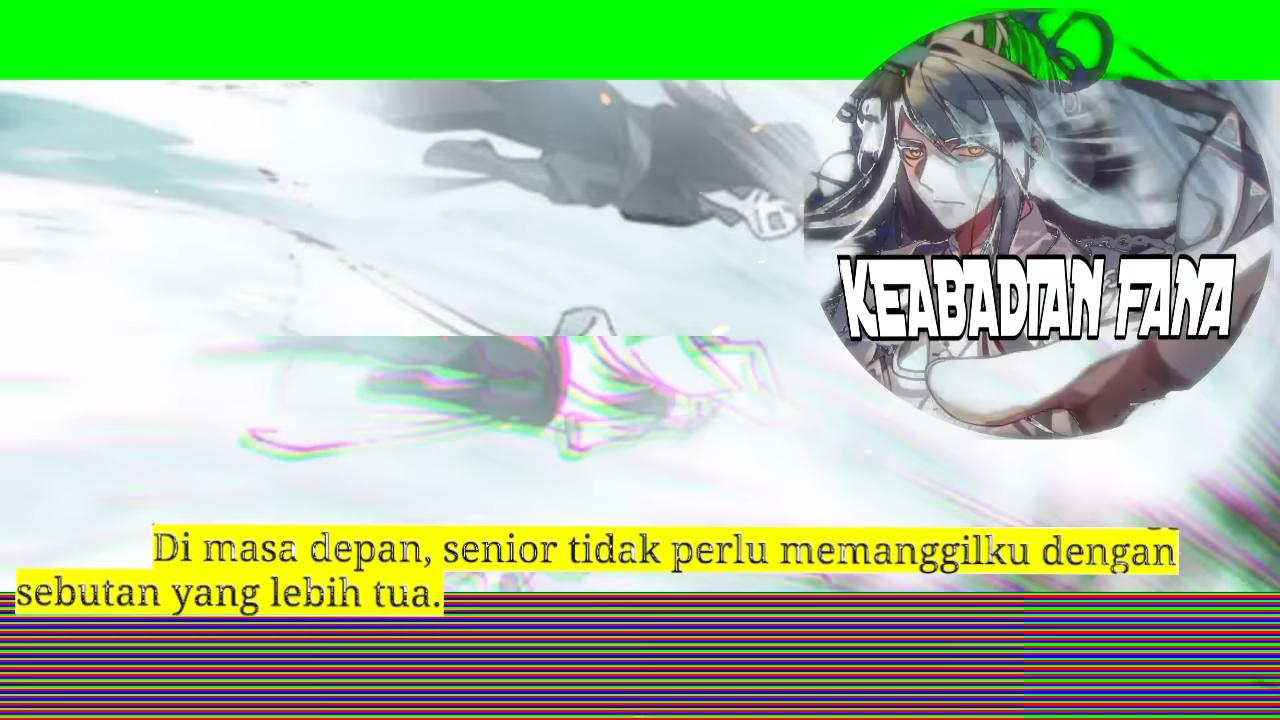 KEABADIAN FANA
Di masa depan, senior tidak perlu memanggilku dengan
sebutan yang lebih tua.